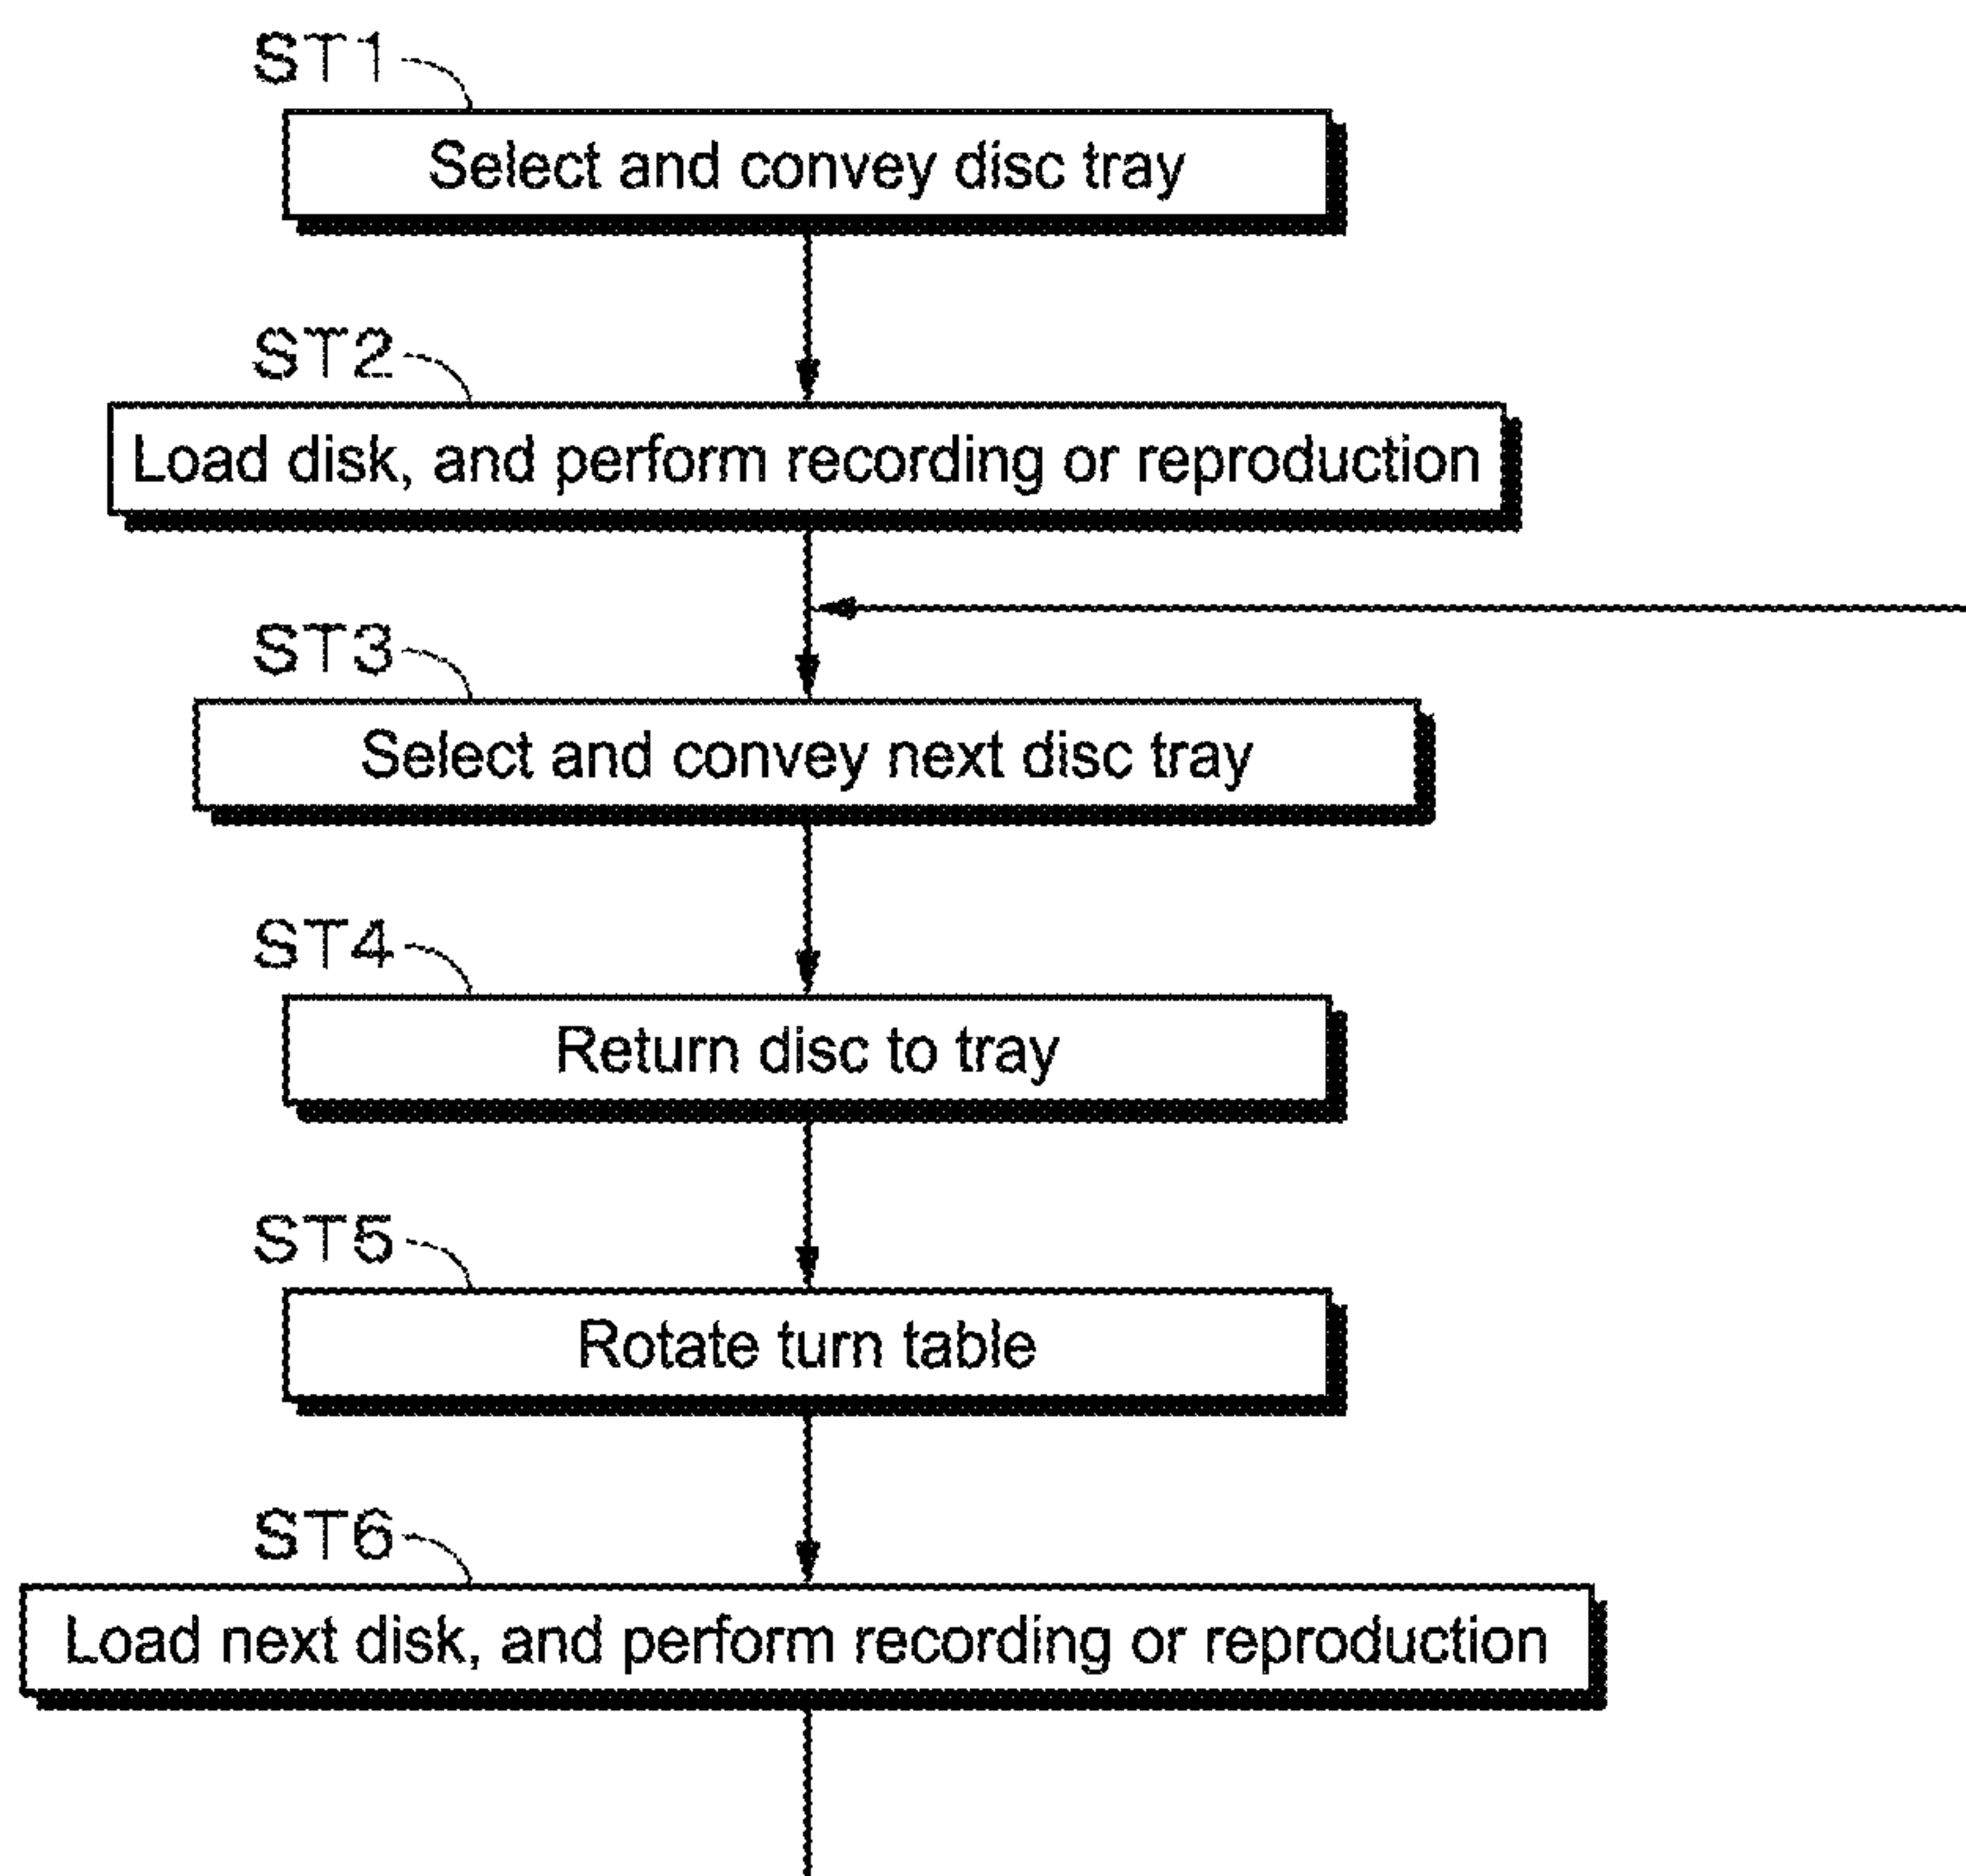 ST1
Select and convey disc tray
ST2
Load disk, and perform recording or reproduction
ST3
Select and convey next disc tray
ST4
Return disc to tray
ST5
Rotate turn table
ST6
Load next disk, and perform recording or reproduction